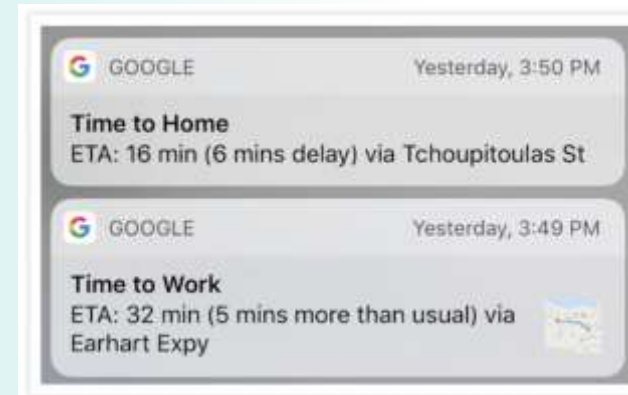 GOOGLE
Yesterday, 3:50 PM
Time to Home
ETA: 16 min (6 mins delay) via Tchoupitoulas St
GOOGLE
Yesterday, 3:49 PM
Time to Work
ETA: 32 min (5 mins more than usual) via
Earhart Expy